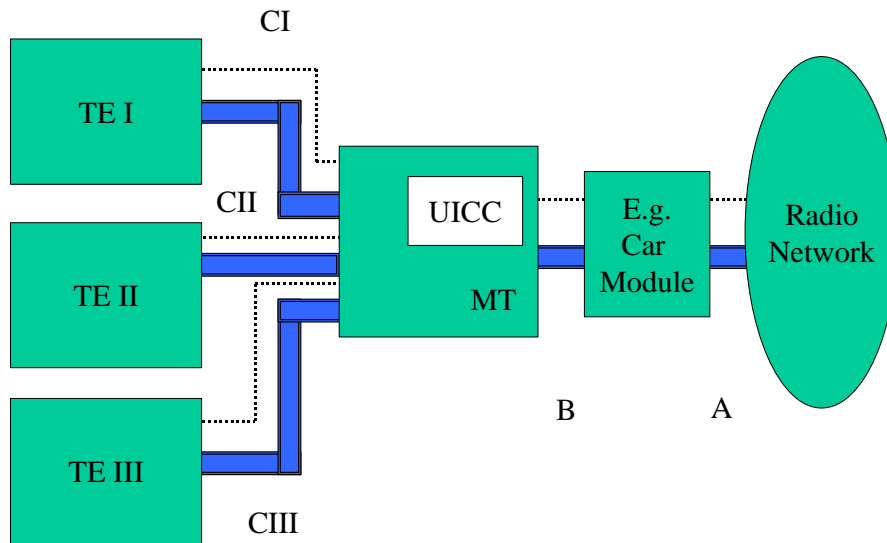 CI
TE I
CII
TE II
TE III
CIII
UICC
MT
E.g.
Car
Module
B
A
Radio
Network